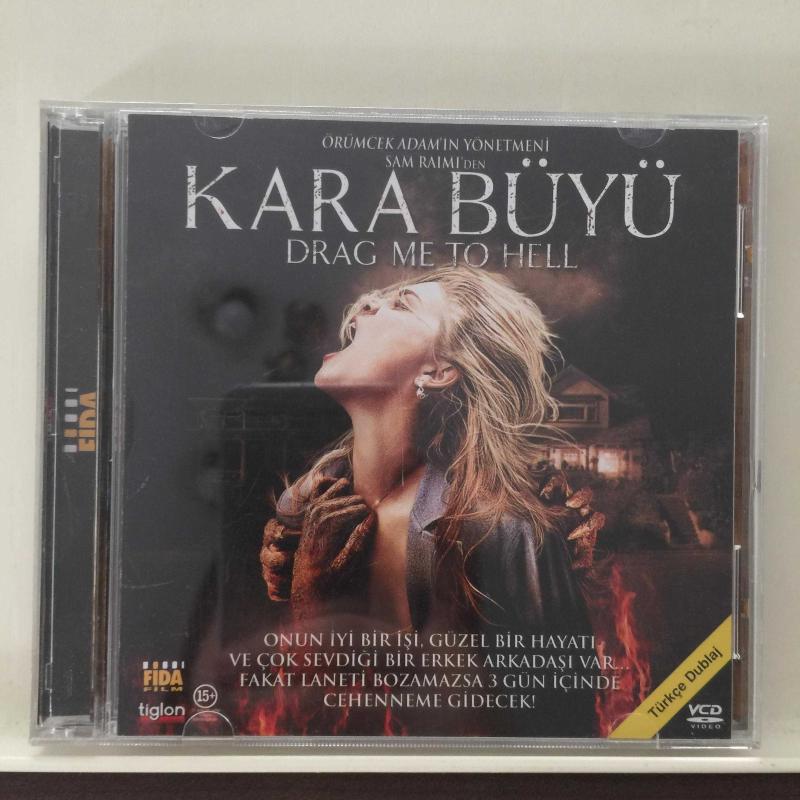 ÖRÜMCEK ADAM'IN YÖNETMENİ
SAM RAIMI'DEN
KARA BÜYÜ
DRAG ME TO HELL
FIDA
ONUN İYİ BİR İŞİ, GÜZEL BİR HAYATI,
VE ÇOK SEVDİĞİ BİR ERKEK ARKADAŞI VAR...
FAKAT LANETİ BOZAMAZSA 3 GÜN İÇİNDE
CEHENNEME GİDECEK!
FIDA
FILM
tiglon
15+
Türkçe Dublaj
VCD
VIDEO